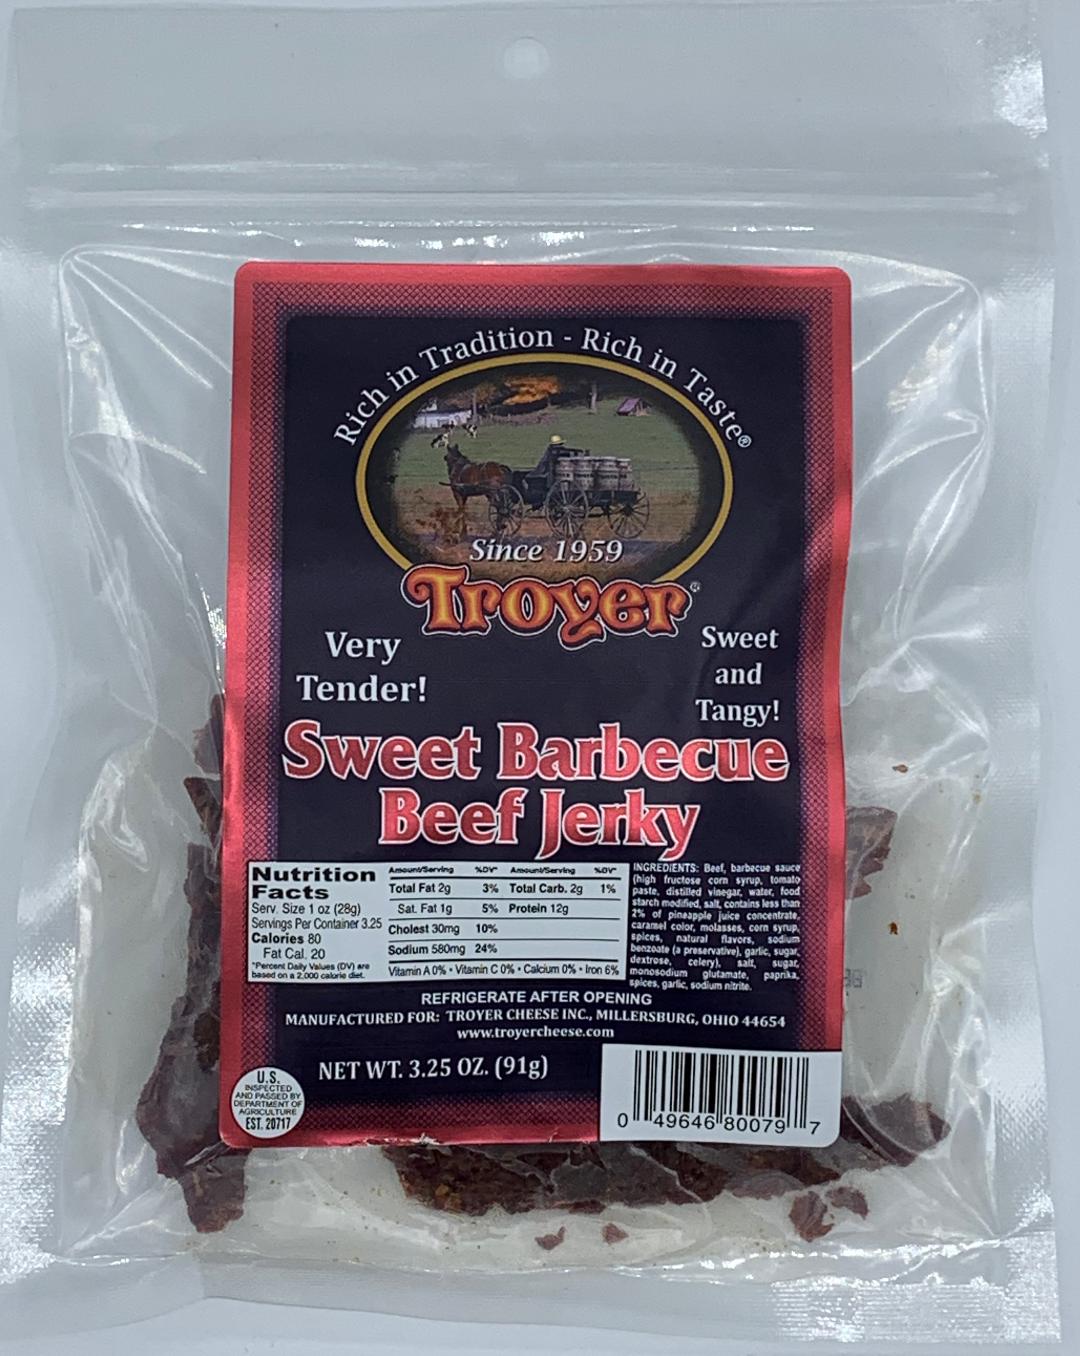 Rich in Tradition - Rich in Taste®
Since 1959
Troyer®
Very
Tender!
Sweet
and
Tangy!
Sweet Barbecue
Beef Jerky
Nutrition
Facts
Serv. Size 1 oz (28g)
Servings Per Container 3.25
Calories 80
Fat Cal. 20
*Percent Daily Values (DV) are
based on a 2,000 calorie diet.
Amount/Serving %DV* Amount/Serving %DV*
Total Fat 2g 3% Total Carb. 2g 1%
Sat. Fat 1g 5% Protein 12g
Cholest 30mg 10%
Sodium 580mg 24%
Vitamin A 0% • Vitamin C 0% • Calcium 0% • Iron 6%
INGREDIENTS: Beef, barbecue sauce
(high fructose corn syrup, tomato
paste, distilled vinegar, water, food
starch modified, salt, contains less than
2% of pineapple juice concentrate,
caramel color, molasses, corn syrup,
spices, natural flavors, sodium
benzoate (a preservative), garlic, sugar,
dextrose, celery), salt, sugar,
monosodium glutamate, paprika,
spices, garlic, sodium nitrite.
REFRIGERATE AFTER OPENING
MANUFACTURED FOR: TROYER CHEESE INC., MILLERSBURG, OHIO 44654
www.troyercheese.com
NET WT. 3.25 OZ. (91g)
U.S.
INSPECTED
AND PASSED BY
DEPARTMENT OF
AGRICULTURE
EST. 20717
0 49646 80079 7